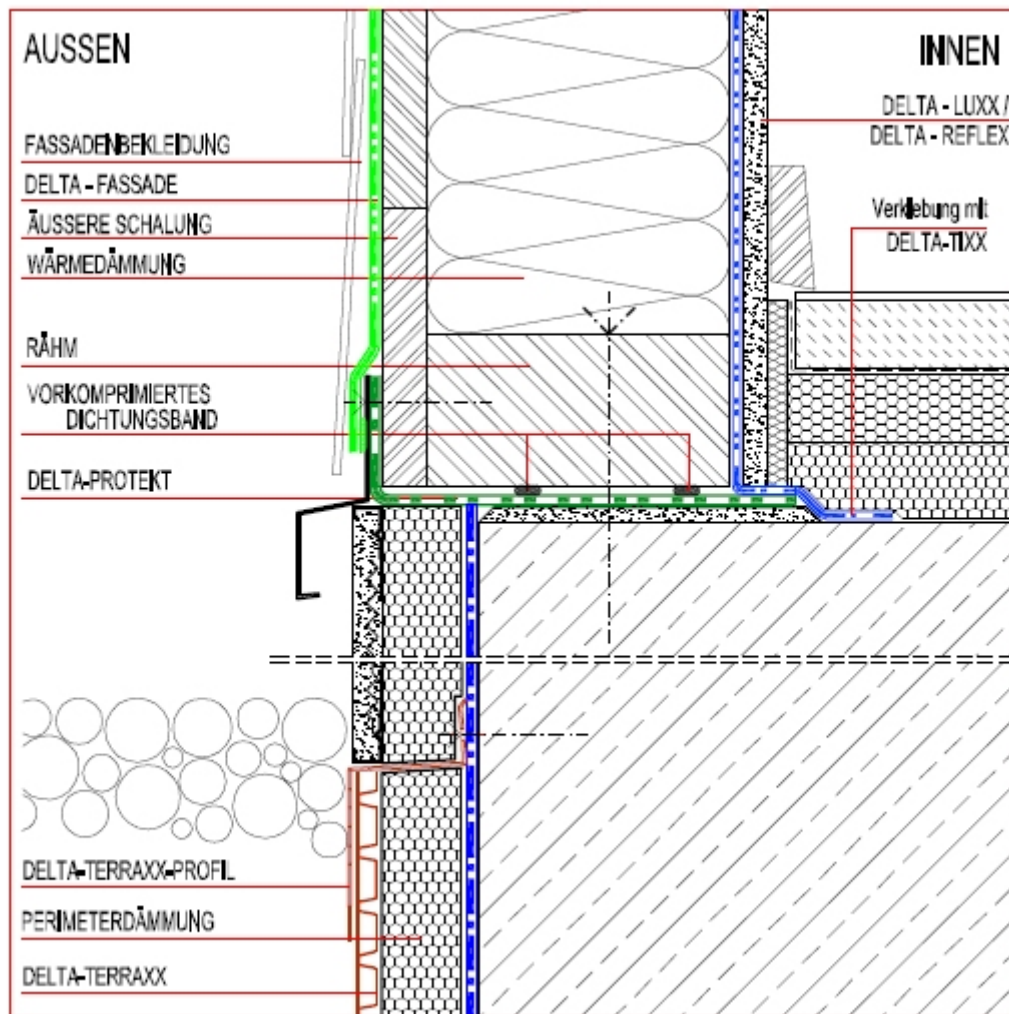 AUSSEN
FASSADENBEKLEIDUNG
DELTA - FASSADE
ÄUSSERE SCHALUNG
WÄRMEDÄMMUNG
RÄHM
VORKOMPRIMIERTES
DICHTUNGSBAND
DELTA-PROTEKT
DELTA-TERRAXX-PROFIL
PERIMETERDÄMMUNG
DELTA-TERRAXX
INNEN
DELTA - LUXX /
DELTA - REFLEX
Verklebung mit
DELTA-TIXX